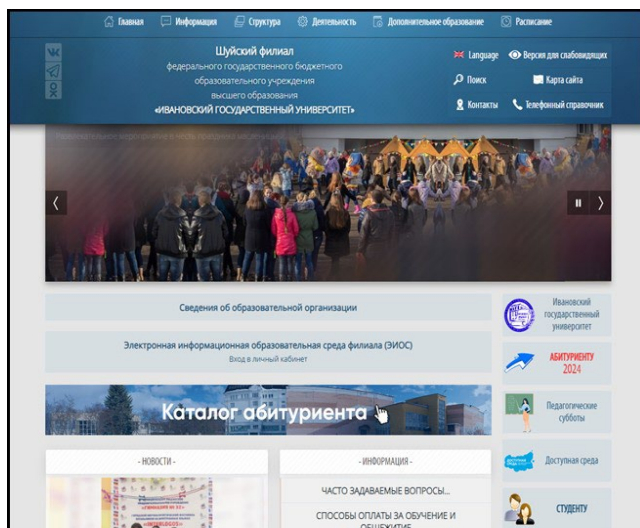 Главная Информация Структура Деятельность Дополнительное образование Расписание
Шуйский филиал
федерального государственного бюджетного
образовательного учреждения
высшего образования
«ИВАНОВСКИЙ ГОСУДАРСТВЕННЫЙ УНИВЕРСИТЕТ»
Language Версия для слабовидящих
Поиск Карта сайта
Контакты Телефонный справочник
Сведения об образовательной организации
Электронная информационная образовательная среда филиала (ЭИОС)
Вход в личный кабинет
Каталог абитуриента
Ивановский
государственный
университет
АБИТУРИЕНТУ
2024
Педагогические
субботы
Доступная среда
СТУДЕНТУ
- НОВОСТИ -
- ИНФОРМАЦИЯ -
ЧАСТО ЗАДАВАЕМЫЕ ВОПРОСЫ...
СПОСОБЫ ОПЛАТЫ ЗА ОБУЧЕНИЕ И
ОБЩЕЖИТИЕ